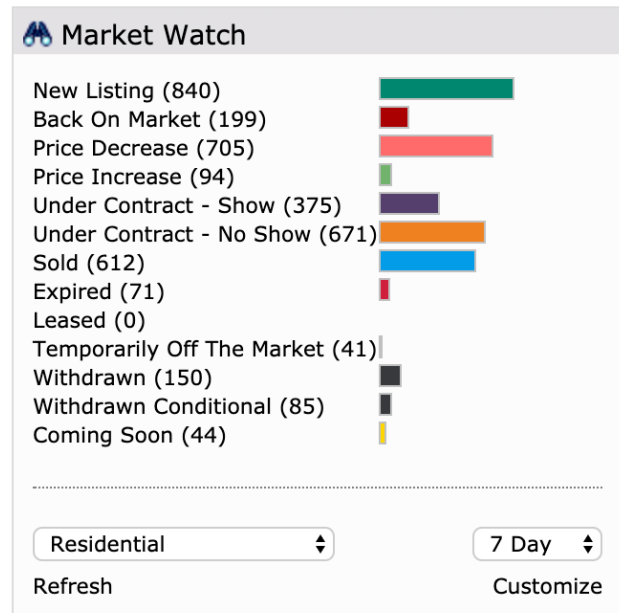 Market Watch
New Listing (840)
Back On Market (199)
Price Decrease (705)
Price Increase (94)
Under Contract - Show (375)
Under Contract - No Show (671)
Sold (612)
Expired (71)
Leased (0)
Temporarily Off The Market (41)
Withdrawn (150)
Withdrawn Conditional (85)
Coming Soon (44)
Residential 7 Day
Refresh Customize